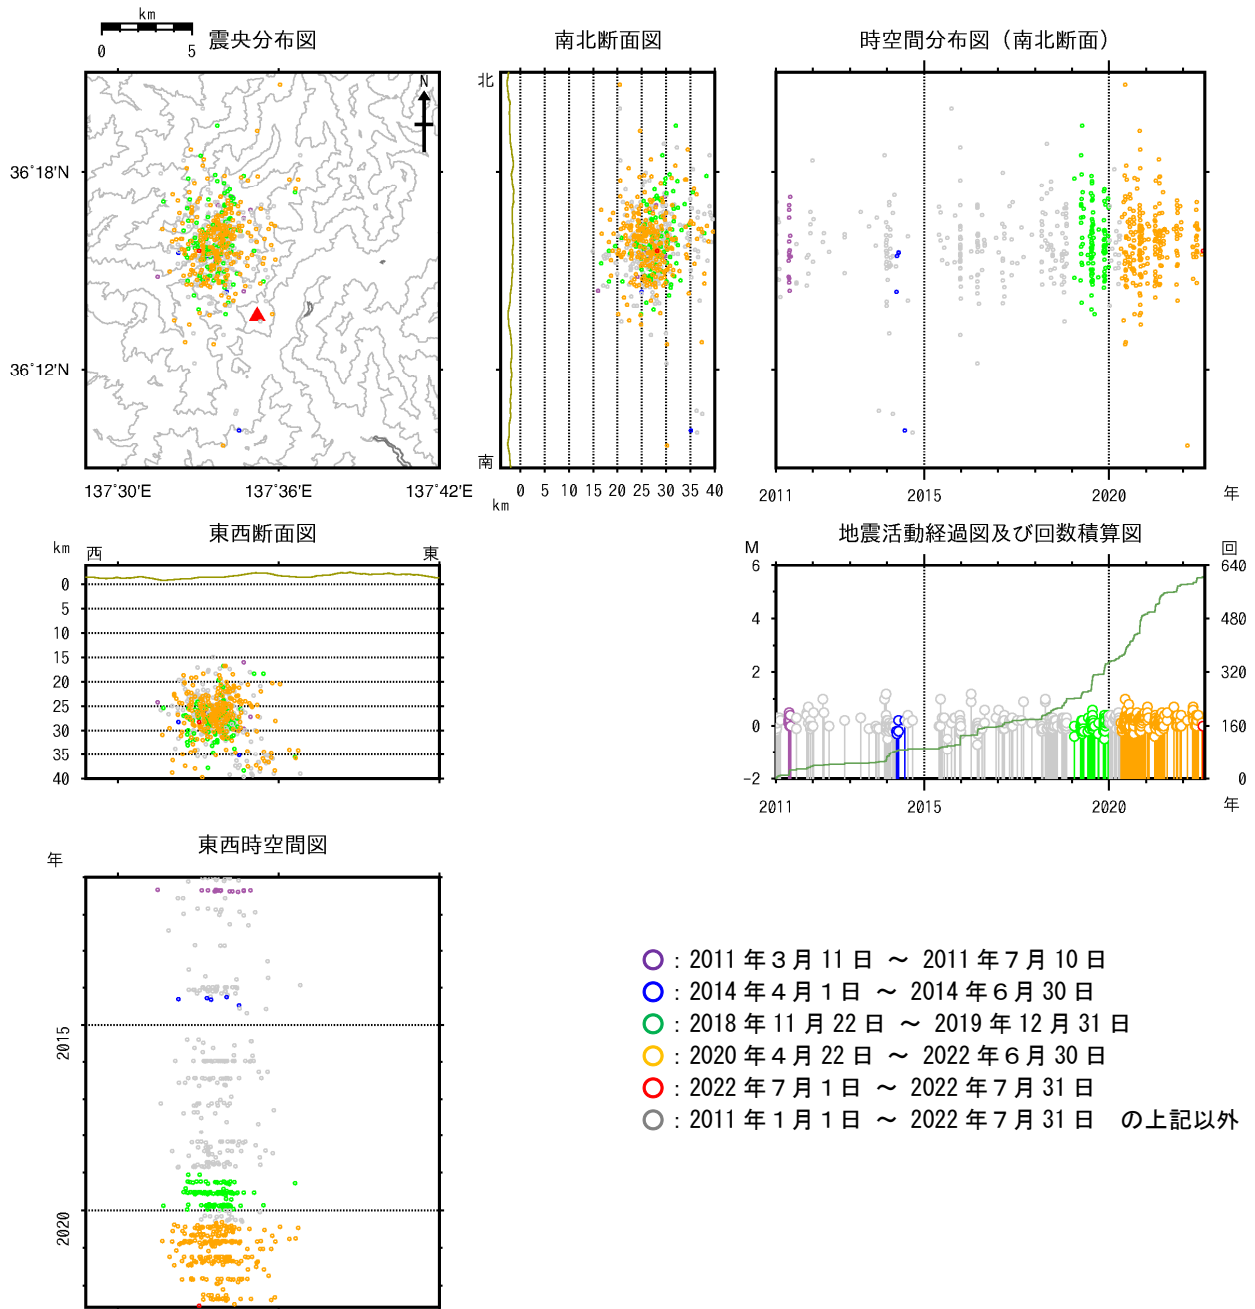 km
0 5
震央分布図
N
36°18'N
36°12'N
137°30'E 137°36'E 137°42'E
南北断面図
北
南
0 5 10 15 20 25 30 35 40
km
時空間分布図（南北断面）
2011 2015 2020 年
東西断面図
km 西 東
0
5
10
15
20
25
30
35
40
地震活動経過図及び回数積算図
M 回
6 640
4 480
2 320
0 160
-2 0
2011 2015 2020
年
東西時空間図
年
2015
2020
：2011 年３月 11 日 ～ 2011 年７月 10 日
：2014 年４月１日 ～ 2014 年６月 30 日
：2018 年 11 月 22 日 ～ 2019 年 12 月 31 日
：2020 年４月 22 日 ～ 2022 年６月 30 日
：2022 年７月１日 ～ 2022 年７月 31 日
：2011 年１月１日 ～ 2022 年７月 31 日 の上記以外